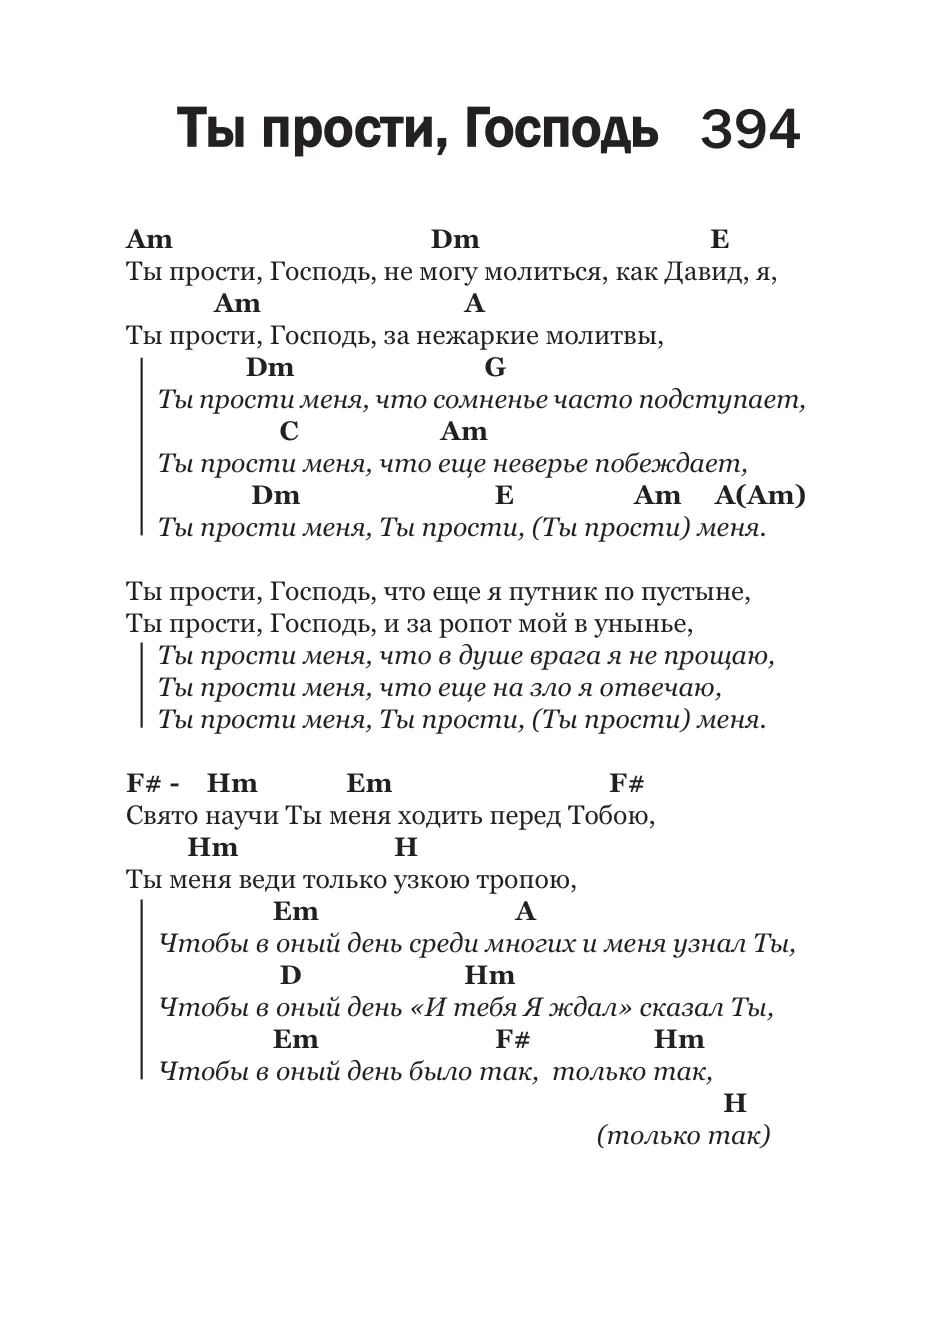 Ты прости, Господь 394
Am Dm E
Ты прости, Господь, не могу молиться, как Давид, я,
Am A
Ты прости, Господь, за нежаркие молитвы,
Dm G
Ты прости меня, что сомненье часто подступает,
C Am
Ты прости меня, что еще неверье побеждает,
Dm E Am A(Am)
Ты прости меня, Ты прости, (Ты прости) меня.
Ты прости, Господь, что еще я путник по пустыне,
Ты прости, Господь, и за ропот мой в унынье,
Ты прости меня, что в душе врага я не прощаю,
Ты прости меня, что еще на зло я отвечаю,
Ты прости меня, Ты прости, (Ты прости) меня.
F# - Hm Em F#
Свято научи Ты меня ходить перед Тобою,
Hm H
Ты меня веди только узкою тропою,
Em A
Чтобы в оный день среди многих и меня узнал Ты,
D Hm
Чтобы в оный день «И тебя Я ждал» сказал Ты,
Em F# Hm
Чтобы в оный день было так, только так,
H
(только так)